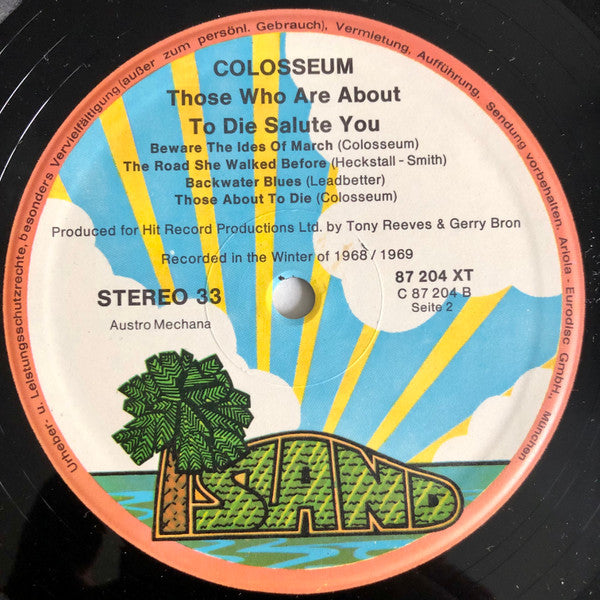 Urheber- u. Leistungsschutzrechte, besonders Vervielfältigung (außer zum persönl. Gebrauch), Vermietung, Aufführung, Sendung vorbehalten. Ariola - Eurodisc GmbH., München
COLOSSEUM
Those Who Are About
To Die Salute You
Beware The Ides Of March (Colosseum)
The Road She Walked Before (Heckstall - Smith)
Backwater Blues (Leadbetter)
Those About To Die (Colosseum)
Produced for Hit Record Productions Ltd. by Tony Reeves & Gerry Bron
Recorded in the Winter of 1968 / 1969
STEREO 33
87 204 XT
C 87 204 B
Seite 2
Austro Mechana
ISLAND